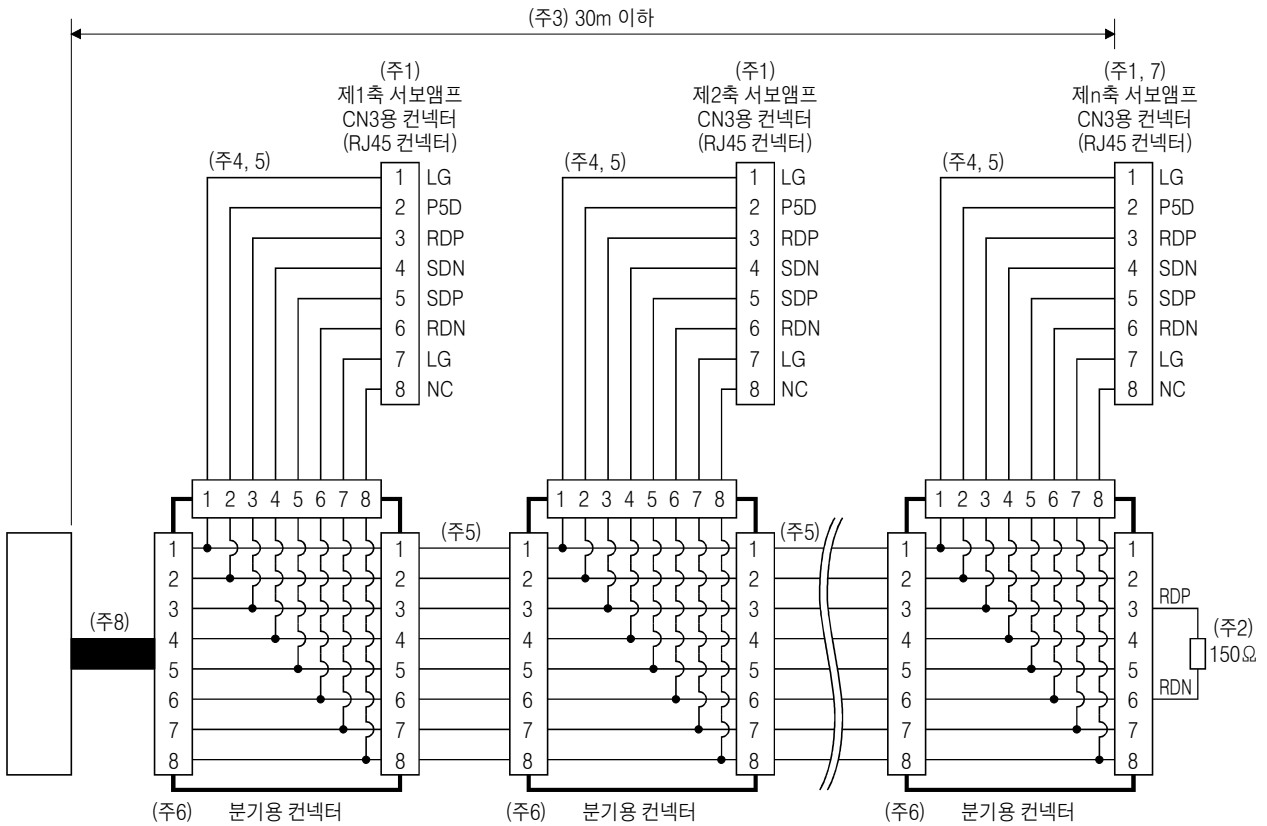 (주3) 30m 이하
(주1)
제1축 서보앰프
CN3용 컨넥터
(RJ45 컨넥터)
(주4, 5)
1 LG
2 P5D
3 RDP
4 SDN
5 SDP
6 RDN
7 LG
8 NC
(주1)
제2축 서보앰프
CN3용 컨넥터
(RJ45 컨넥터)
(주4, 5)
1 LG
2 P5D
3 RDP
4 SDN
5 SDP
6 RDN
7 LG
8 NC
(주1, 7)
제n축 서보앰프
CN3용 컨넥터
(RJ45 컨넥터)
(주4, 5)
1 LG
2 P5D
3 RDP
4 SDN
5 SDP
6 RDN
7 LG
8 NC
1 2 3 4 5 6 7 8
1 2 3 4 5 6 7 8
1 2 3 4 5 6 7 8
(주8)
1
2
3
4
5
6
7
8
1
2
3
4
5
6
7
8
(주5)
1
2
3
4
5
6
7
8
1
2
3
4
5
6
7
8
(주5)
1
2
3
4
5
6
7
8
1
2
3
4
5
6
7
8
RDP
(주2)
150Ω
RDN
(주6) 분기용 컨넥터
(주6) 분기용 컨넥터
(주6) 분기용 컨넥터